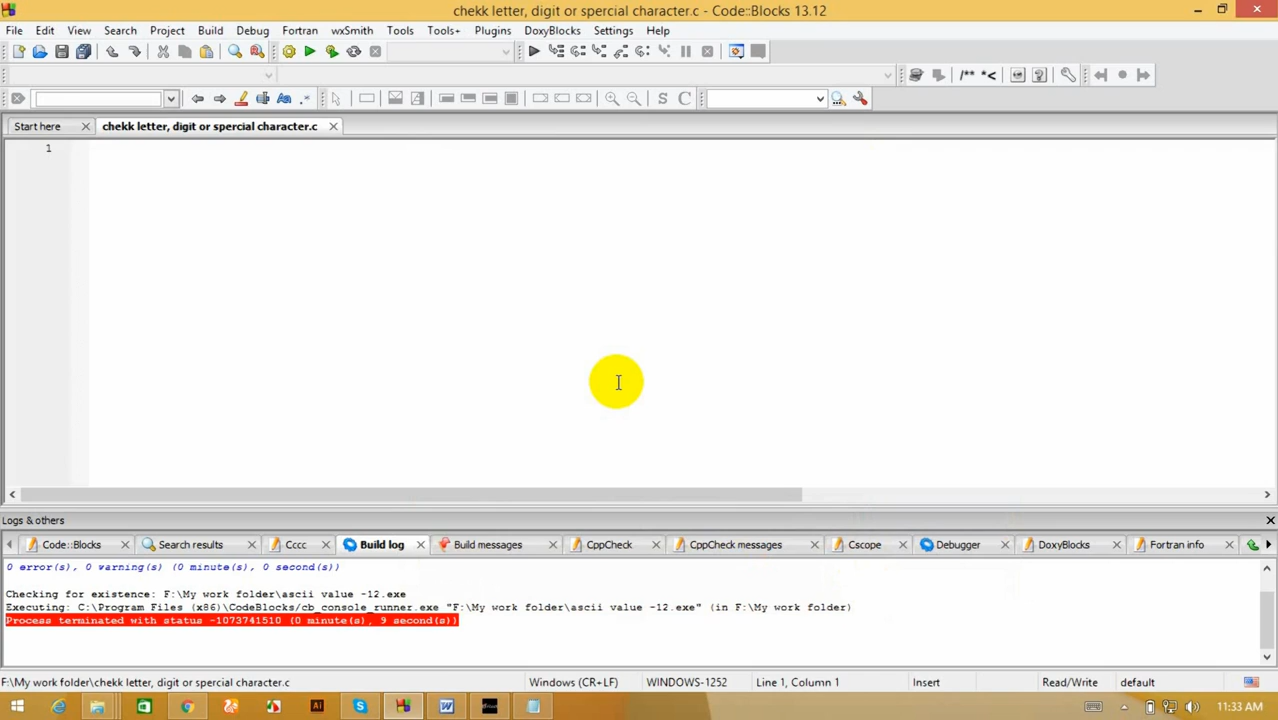 chekk letter, digit or spercial character.c - Code::Blocks 13.12
File Edit View Search Project Build Debug Fortran wxSmith Tools Tools+ Plugins DoxyBlocks Settings Help
/** *<
S C
Start here chekk letter, digit or spercial character.c
1
Logs & others
Code::Blocks Search results Cccc Build log Build messages CppCheck CppCheck messages Cscope Debugger DoxyBlocks Fortran info
0 error(s), 0 warning(s) (0 minute(s), 0 second(s))
Checking for existence: F:\My work folder\ascii value -12.exe
Executing: C:\Program Files (x86)\CodeBlocks/cb_console_runner.exe "F:\My work folder\ascii value -12.exe" (in F:\My work folder)
Process terminated with status -1073741510 (0 minute(s), 9 second(s))
F:\My work folder\chekk letter, digit or spercial character.c Windows (CR+LF) WINDOWS-1252 Line 1, Column 1 Insert Read/Write default
11:33 AM